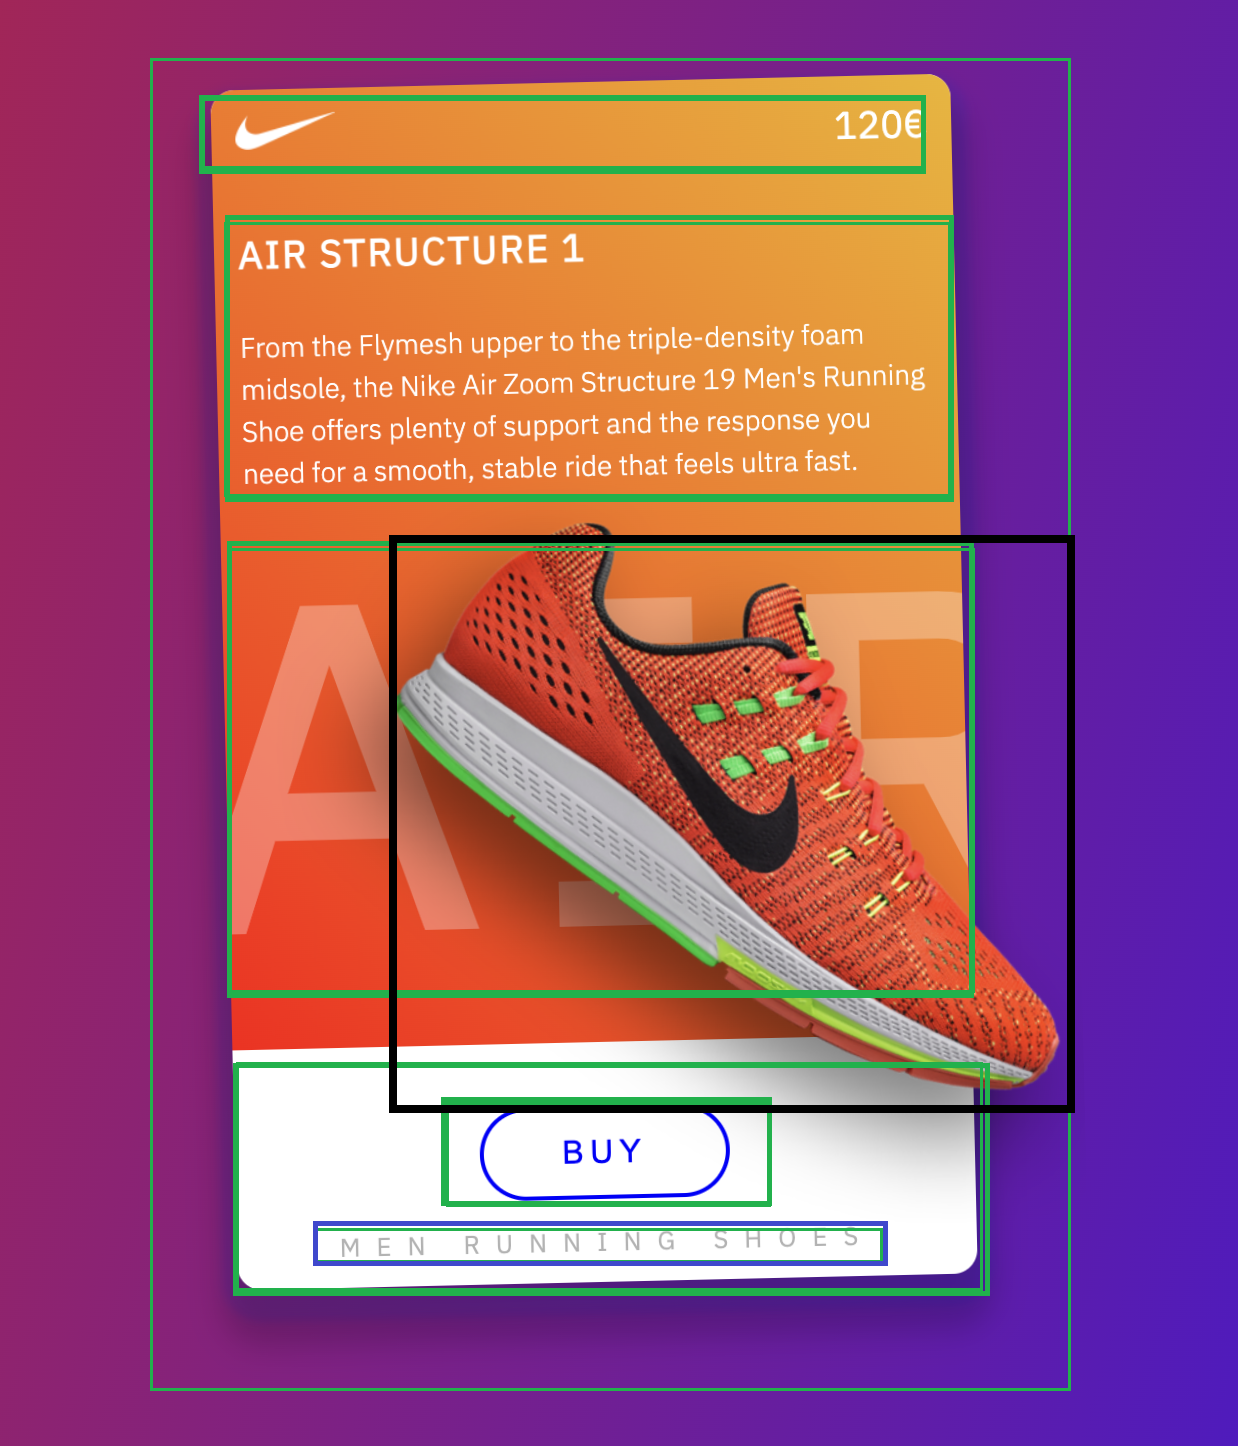 120€
AIR STRUCTURE 1
From the Flymesh upper to the triple-density foam
midsole, the Nike Air Zoom Structure 19 Men's Running
Shoe offers plenty of support and the response you
need for a smooth, stable ride that feels ultra fast.
AIR
BUY
MEN RUNNING SHOES